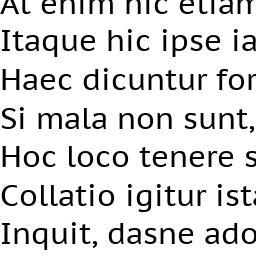 At enim hic etiam
Itaque hic ipse ia
Haec dicuntur for
Si mala non sunt,
Hoc loco tenere s
Collatio igitur ista
Inquit, dasne ado